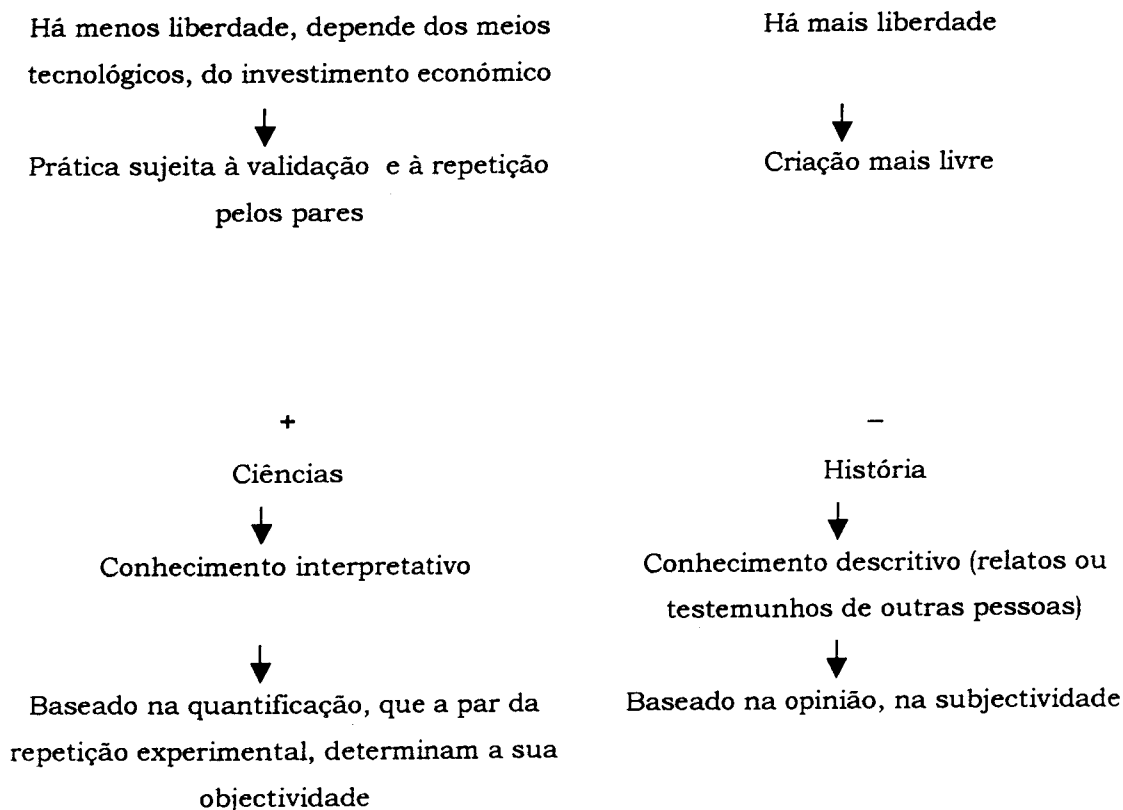 Há menos liberdade, depende dos meios
tecnológicos, do investimento económico
Prática sujeita à validação e à repetição
pelos pares
Há mais liberdade
Criação mais livre
+
Ciências
Conhecimento interpretativo
Baseado na quantificação, que a par da
repetição experimental, determinam a sua
objectividade
–
História
Conhecimento descritivo (relatos ou
testemunhos de outras pessoas)
Baseado na opinião, na subjectividade